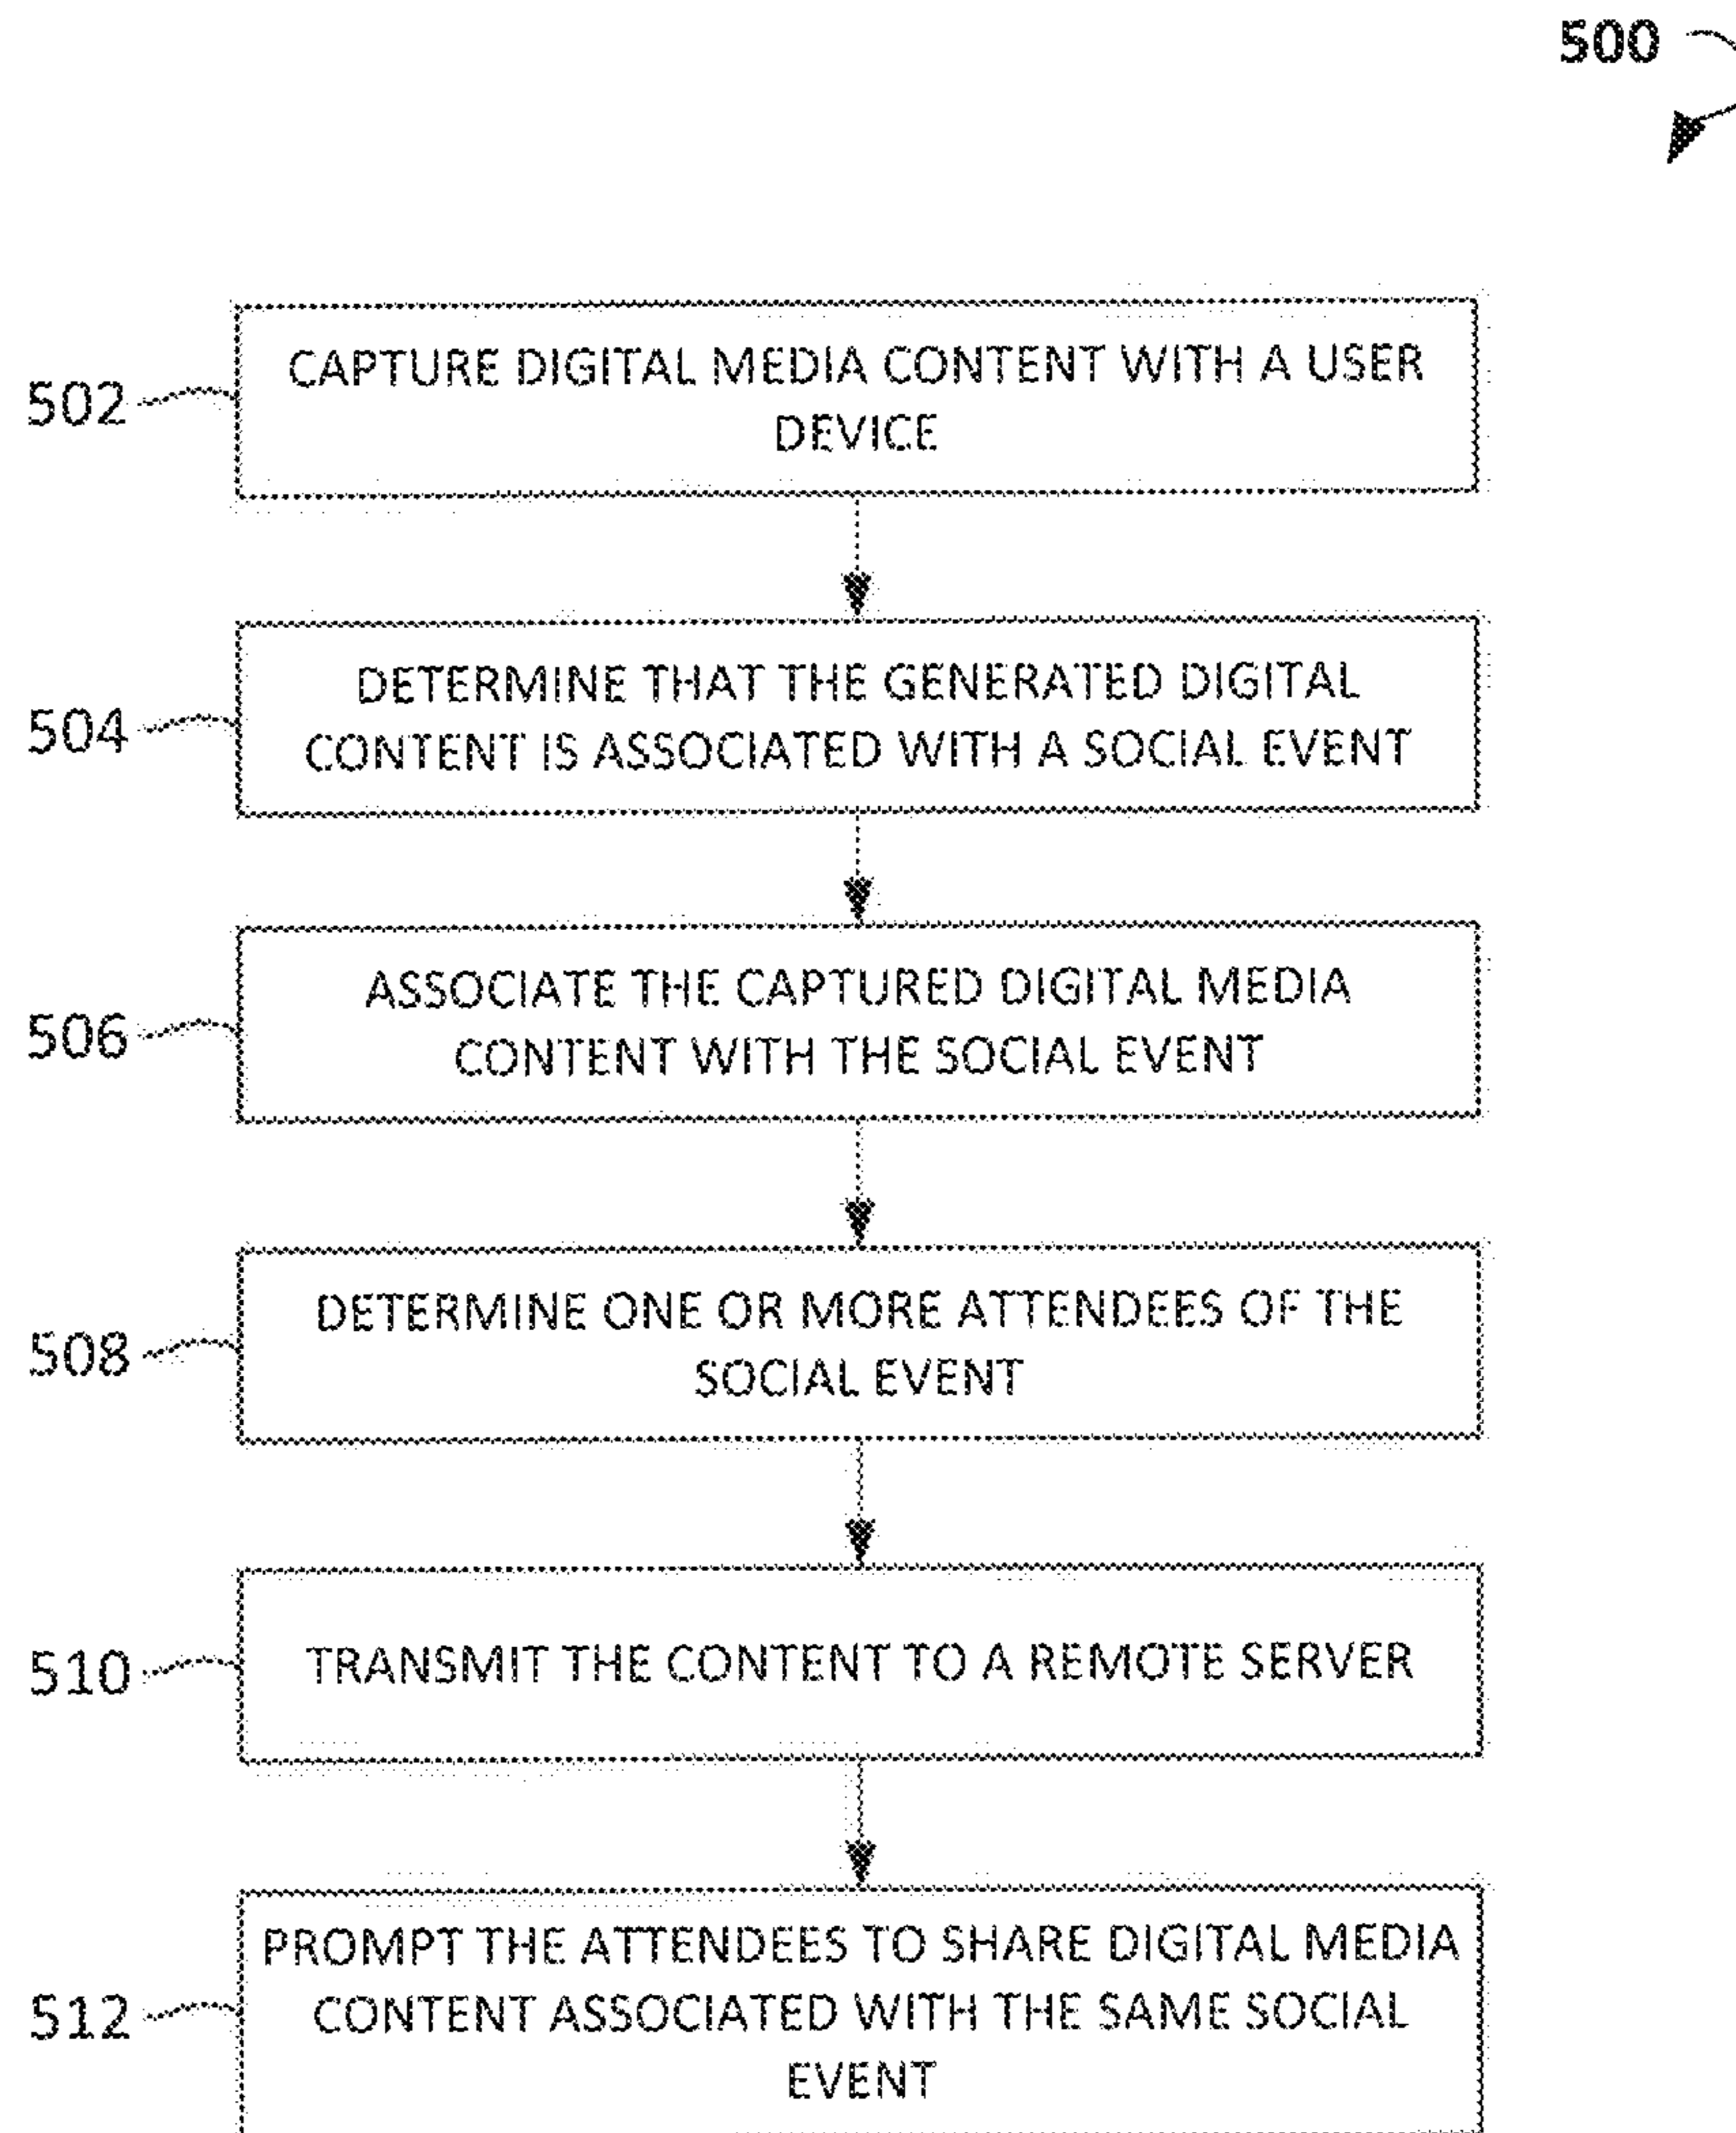 500
502
CAPTURE DIGITAL MEDIA CONTENT WITH A USER
DEVICE
504
DETERMINE THAT THE GENERATED DIGITAL
CONTENT IS ASSOCIATED WITH A SOCIAL EVENT
506
ASSOCIATE THE CAPTURED DIGITAL MEDIA
CONTENT WITH THE SOCIAL EVENT
508
DETERMINE ONE OR MORE ATTENDEES OF THE
SOCIAL EVENT
510
TRANSMIT THE CONTENT TO A REMOTE SERVER
512
PROMPT THE ATTENDEES TO SHARE DIGITAL MEDIA
CONTENT ASSOCIATED WITH THE SAME SOCIAL
EVENT